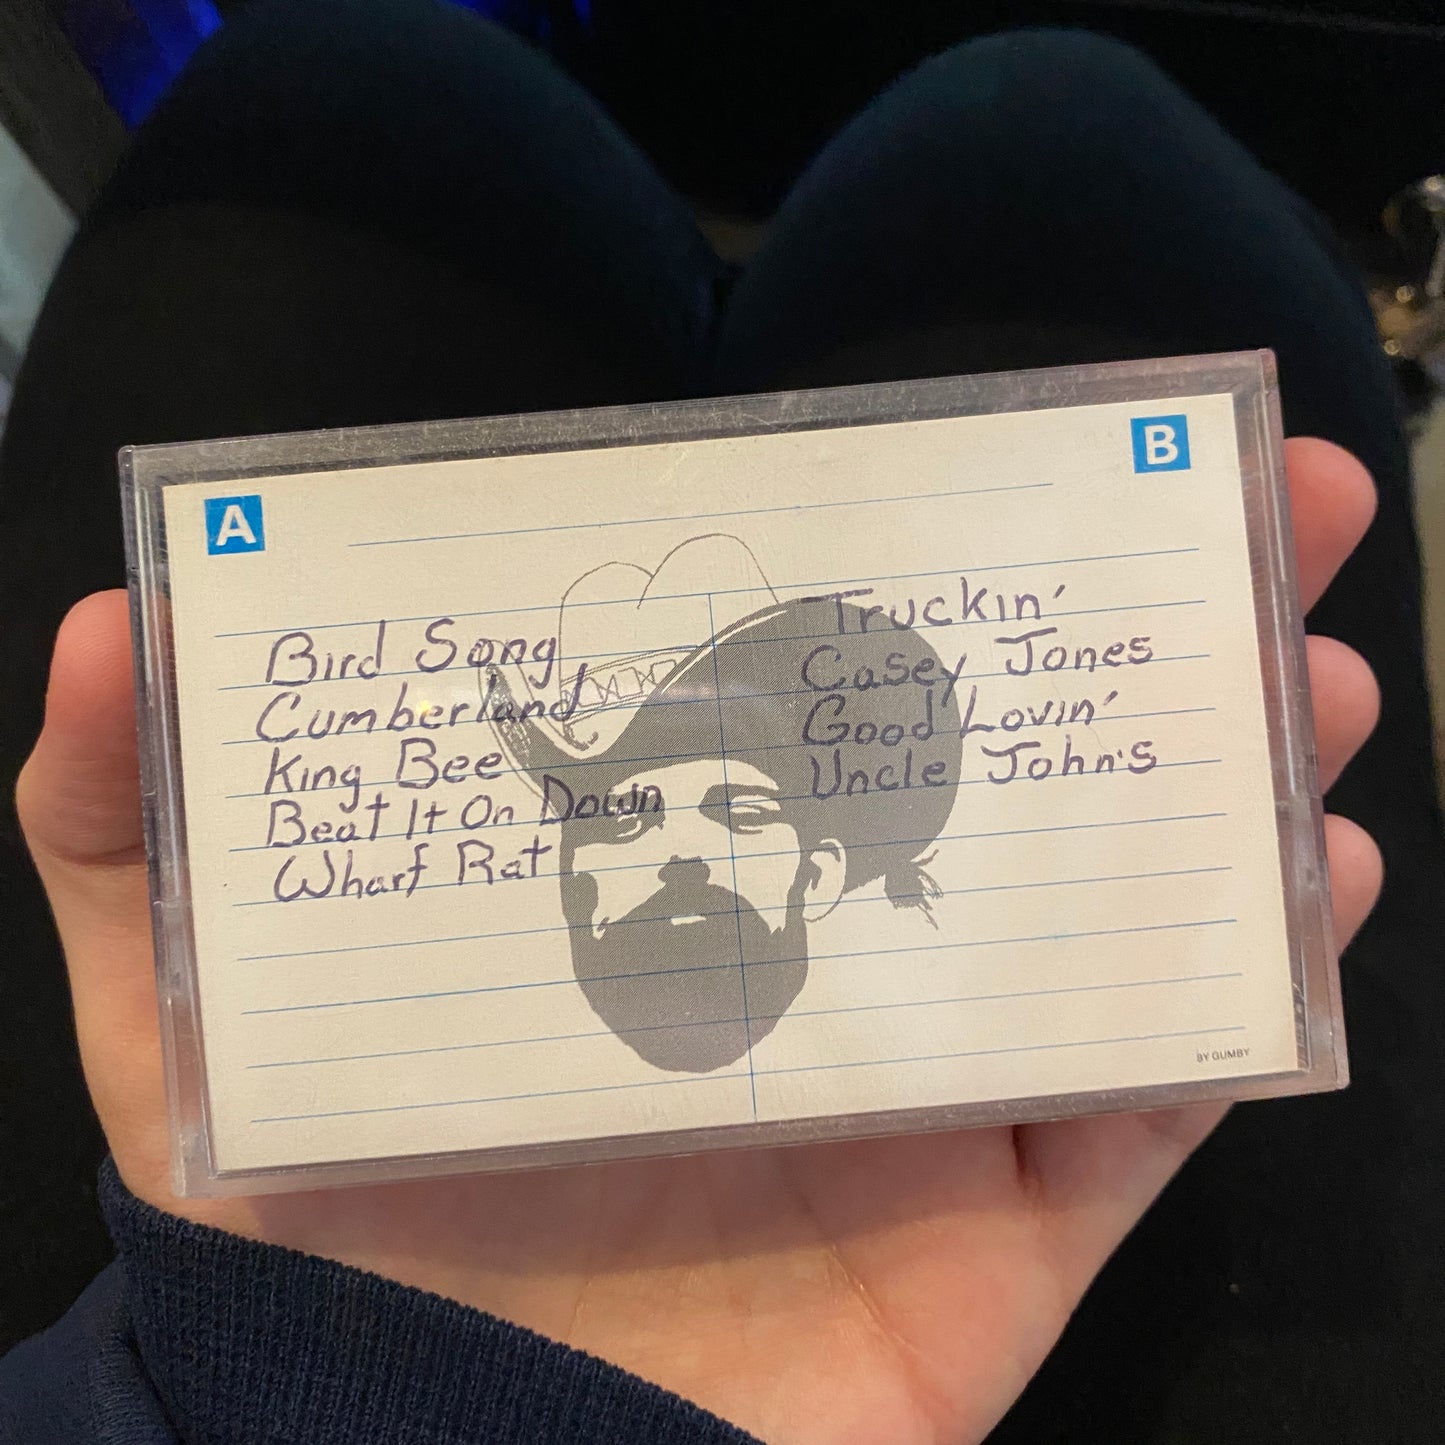 A
B
Bird Song
Cumberland
King Bee
Beat It On Down
Wharf Rat
Truckin'
Casey Jones
Good Lovin'
Uncle John's
BY GUMBY